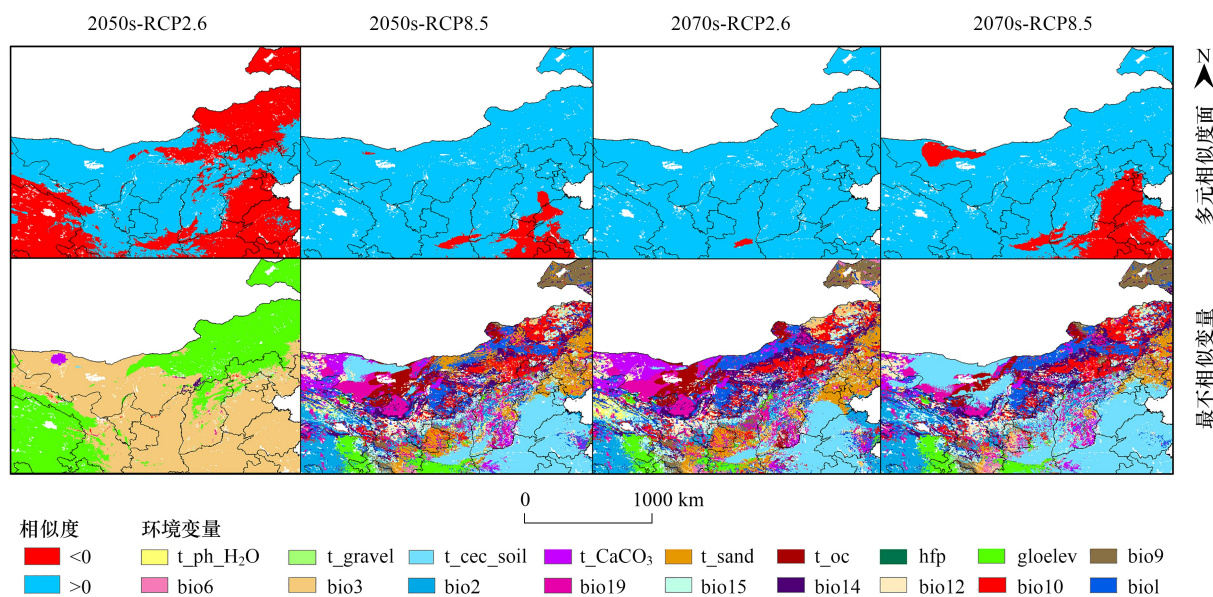 2050s-RCP2.6 2050s-RCP8.5 2070s-RCP2.6 2070s-RCP8.5
N
多元相似度面
最不相似变量
0 1000 km
相似度 环境变量
<0 t_ph_H₂O t_gravel t_cec_soil t_CaCO₃ t_sand t_oc hfp gloelev bio9
>0 bio6 bio3 bio2 bio19 bio15 bio14 bio12 bio10 biol